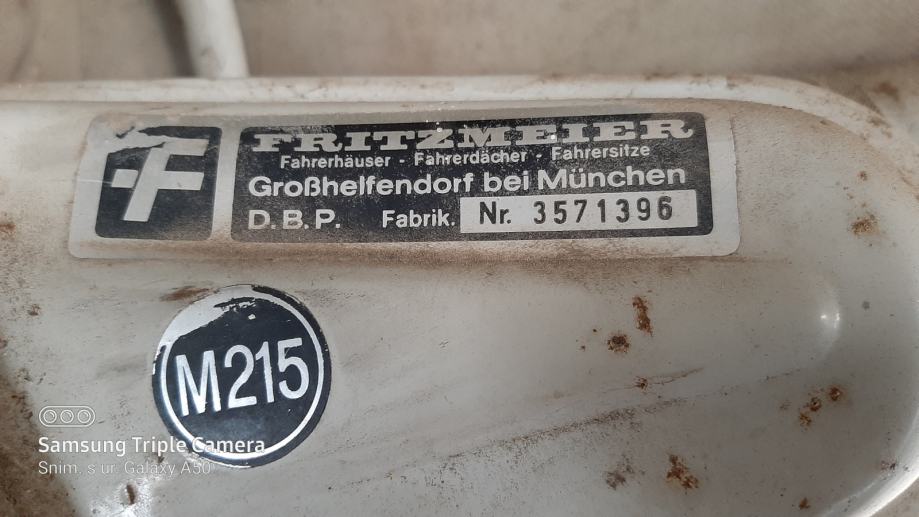 F
FRITZMEIER
Fahrerhäuser - Fahrerdächer - Fahrersitze
Großhelfendorf bei München
D.B.P. Fabrik. Nr. 3571396
M215
Samsung Triple Camera
Snim. s ur. Galaxy A50